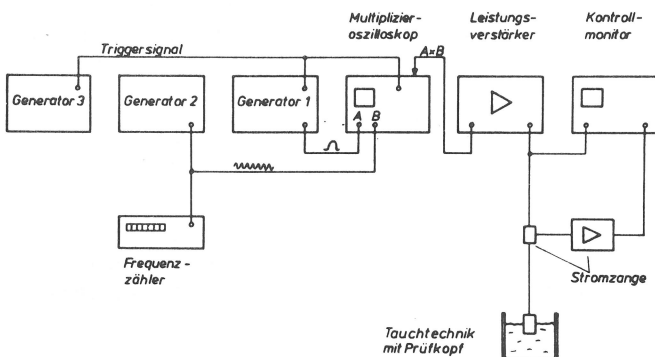 Multiplizier-
oszilloskop
Leistungs-
verstärker
Kontroll-
monitor
Triggersignal
A×B
Generator 3
Generator 2
Generator 1
A
B
Frequenz-
zähler
Stromzange
Tauchtechnik
mit Prüfkopf